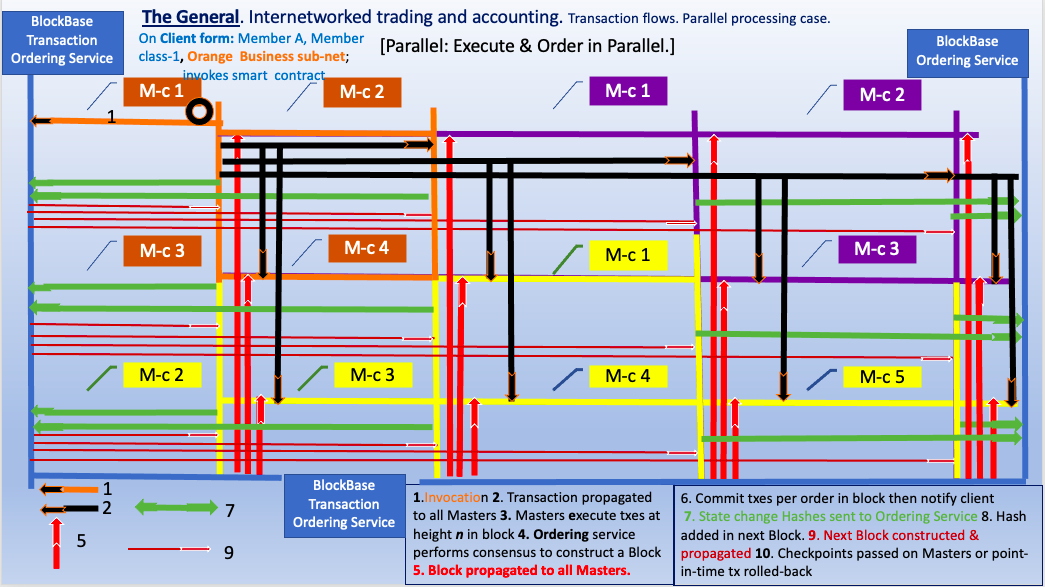 BlockBase
Transaction
Ordering Service
The General. Internetworked trading and accounting. Transaction flows. Parallel processing case.
On Client form: Member A, Member
class-1, Orange Business sub-net;
invokes smart contract
[Parallel: Execute & Order in Parallel.]
BlockBase
Ordering Service
M-c 1
M-c 2
M-c 1
M-c 2
1
M-c 3
M-c 4
M-c 1
M-c 3
M-c 2
M-c 3
M-c 4
M-c 5
1
2
5
7
9
BlockBase
Transaction
Ordering Service
1.Invocation 2. Transaction propagated
to all Masters 3. Masters execute txes at
height n in block 4. Ordering service
performs consensus to construct a Block
5. Block propagated to all Masters.
6. Commit txes per order in block then notify client
7. State change Hashes sent to Ordering Service 8. Hash
added in next Block. 9. Next Block constructed &
propagated 10. Checkpoints passed on Masters or point-
in-time tx rolled-back